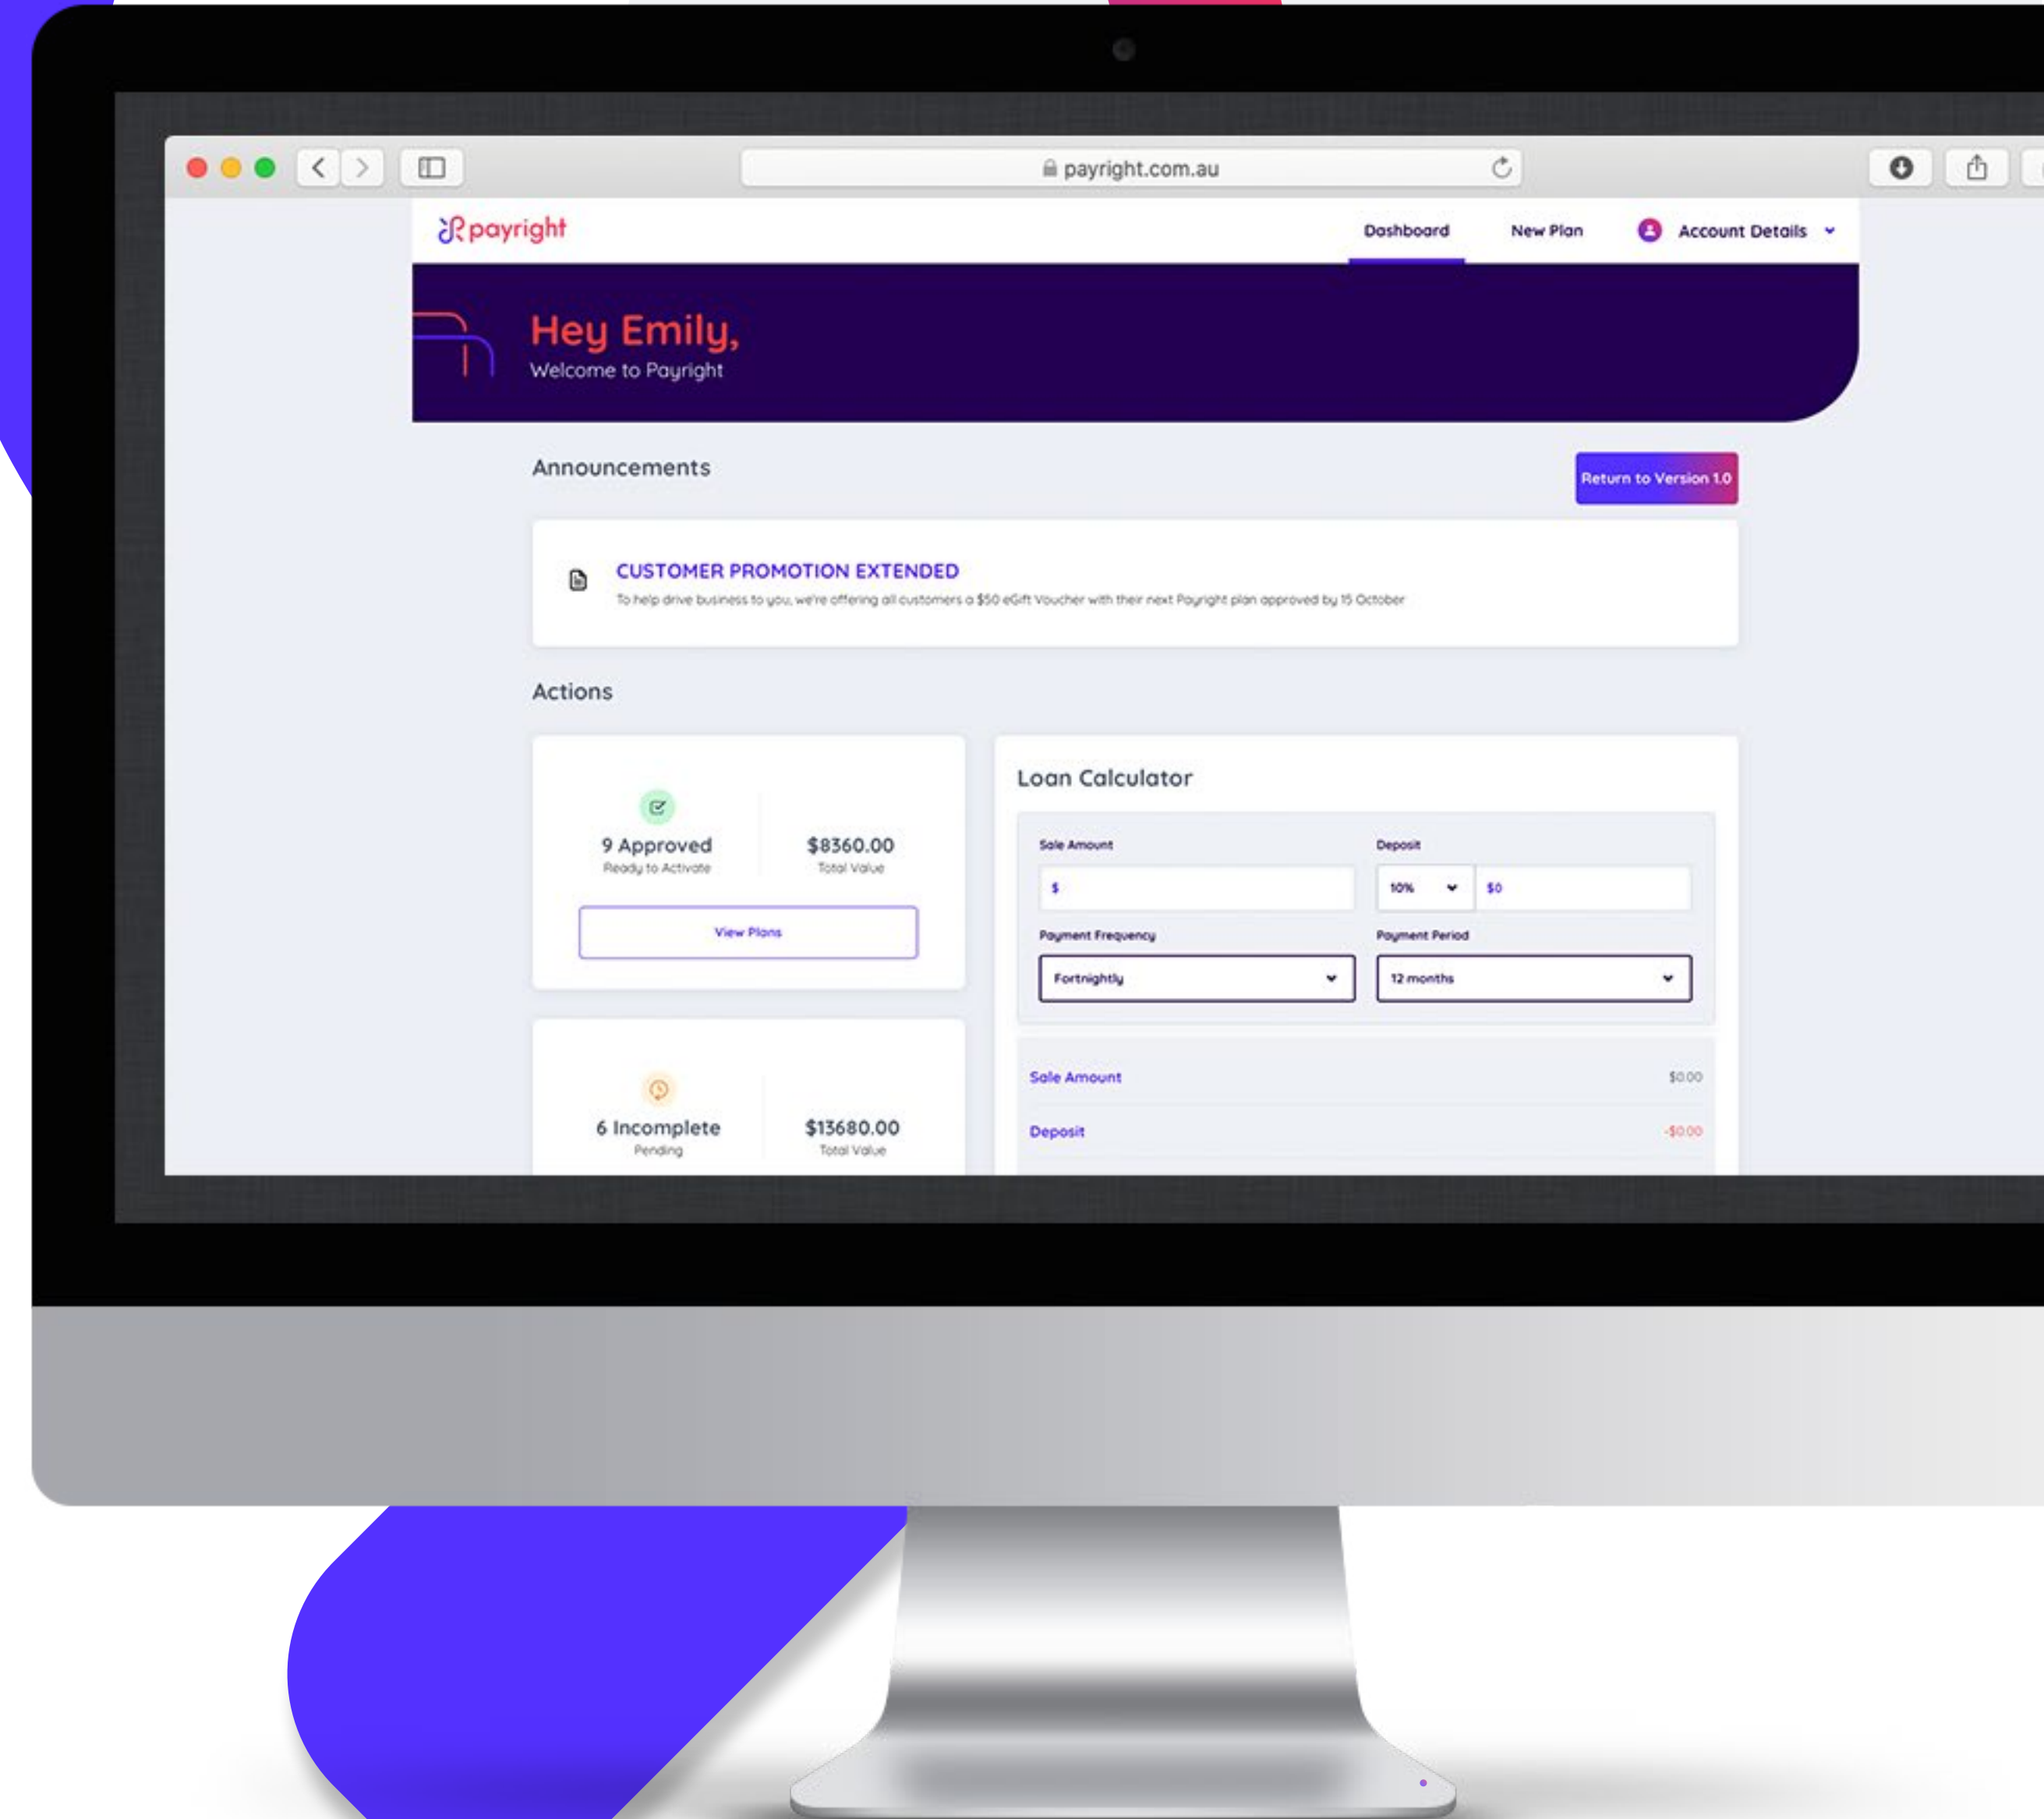 payright.com.au
payright
Dashboard
New Plan
Account Details
Hey Emily,
Welcome to Payright
Announcements
Return to Version 1.0
CUSTOMER PROMOTION EXTENDED
To help drive business to you, we're offering all customers a $50 eGift Voucher with their next Payright plan approved by 15 October
Actions
9 Approved
Ready to Activate
$8360.00
Total Value
View Plans
6 Incomplete
Pending
$13680.00
Total Value
Loan Calculator
Sale Amount
Deposit
$
10%
$0
Payment Frequency
Payment Period
Fortnightly
12 months
Sale Amount
$0.00
Deposit
-$0.00